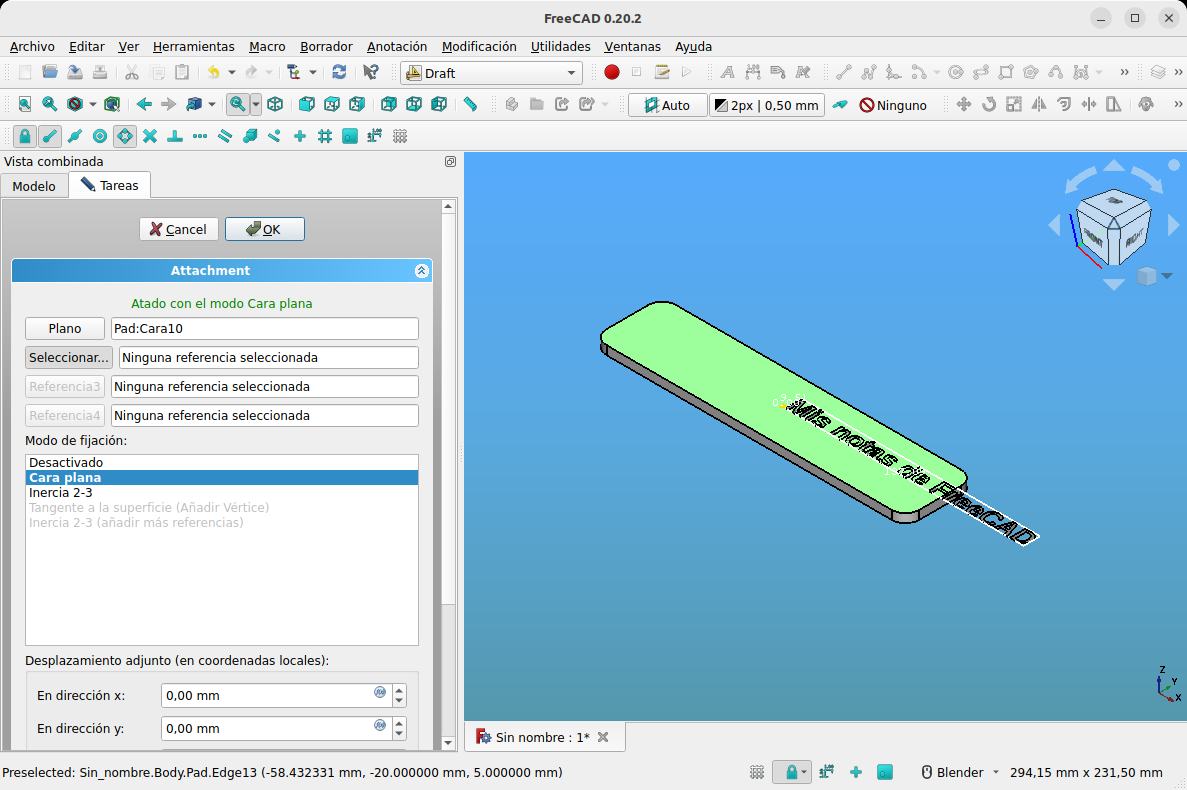 FreeCAD 0.20.2
Archivo Editar Ver Herramientas Macro Borrador Anotación Modificación Utilidades Ventanas Ayuda
Draft
Auto 2px | 0,50 mm Ninguno
Vista combinada
Modelo Tareas
Cancel OK
Attachment
Atado con el modo Cara plana
Plano Pad:Cara10
Seleccionar... Ninguna referencia seleccionada
Referencia3 Ninguna referencia seleccionada
Referencia4 Ninguna referencia seleccionada
Modo de fijación:
Desactivado
Cara plana
Inercia 2-3
Tangente a la superficie (Añadir Vértice)
Inercia 2-3 (añadir más referencias)
Desplazamiento adjunto (en coordenadas locales):
En dirección x: 0,00 mm
En dirección y: 0,00 mm
FRONT RIGHT
Mis notas de FreeCAD
Z
Y
X
Sin nombre : 1*
Preselected: Sin_nombre.Body.Pad.Edge13 (-58.432331 mm, -20.000000 mm, 5.000000 mm)
Blender 294,15 mm x 231,50 mm